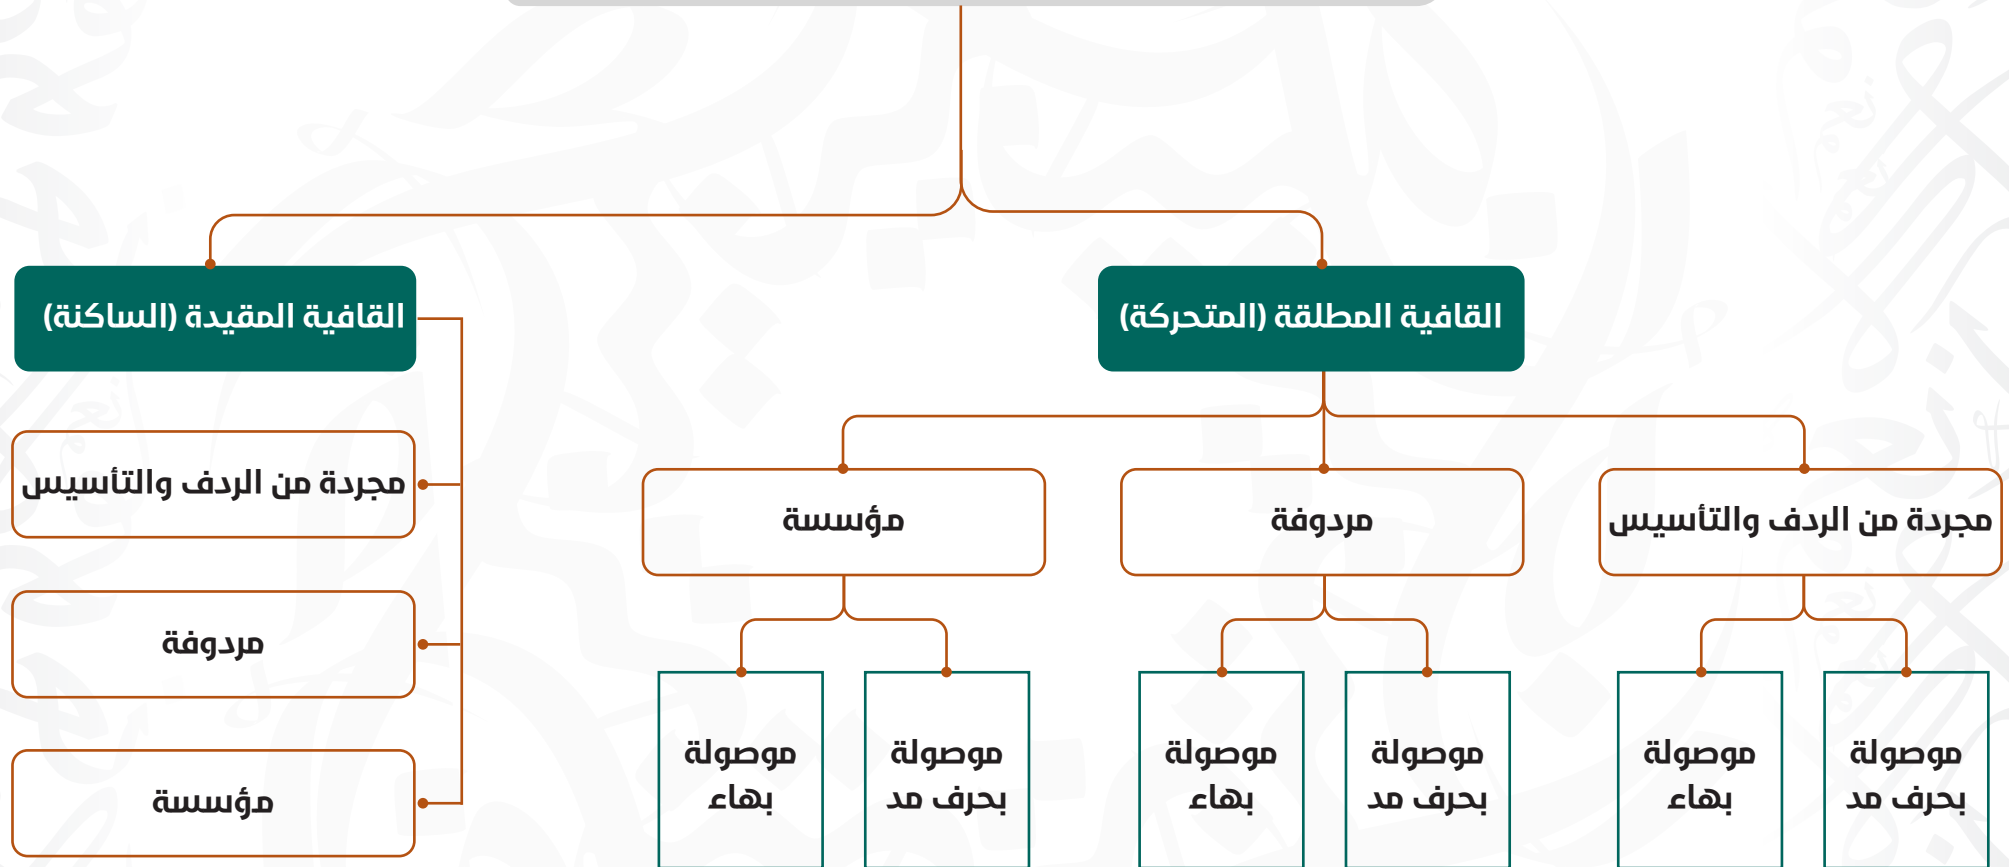 القافية المطلقة (المتحركة)
القافية المقيدة (الساكنة)
مجردة من الردف والتأسيس
مردوفة
مؤسسة
موصولة
بحرف مد
موصولة
بهاء
موصولة
بحرف مد
موصولة
بهاء
موصولة
بحرف مد
موصولة
بهاء
مجردة من الردف والتأسيس
مردوفة
مؤسسة